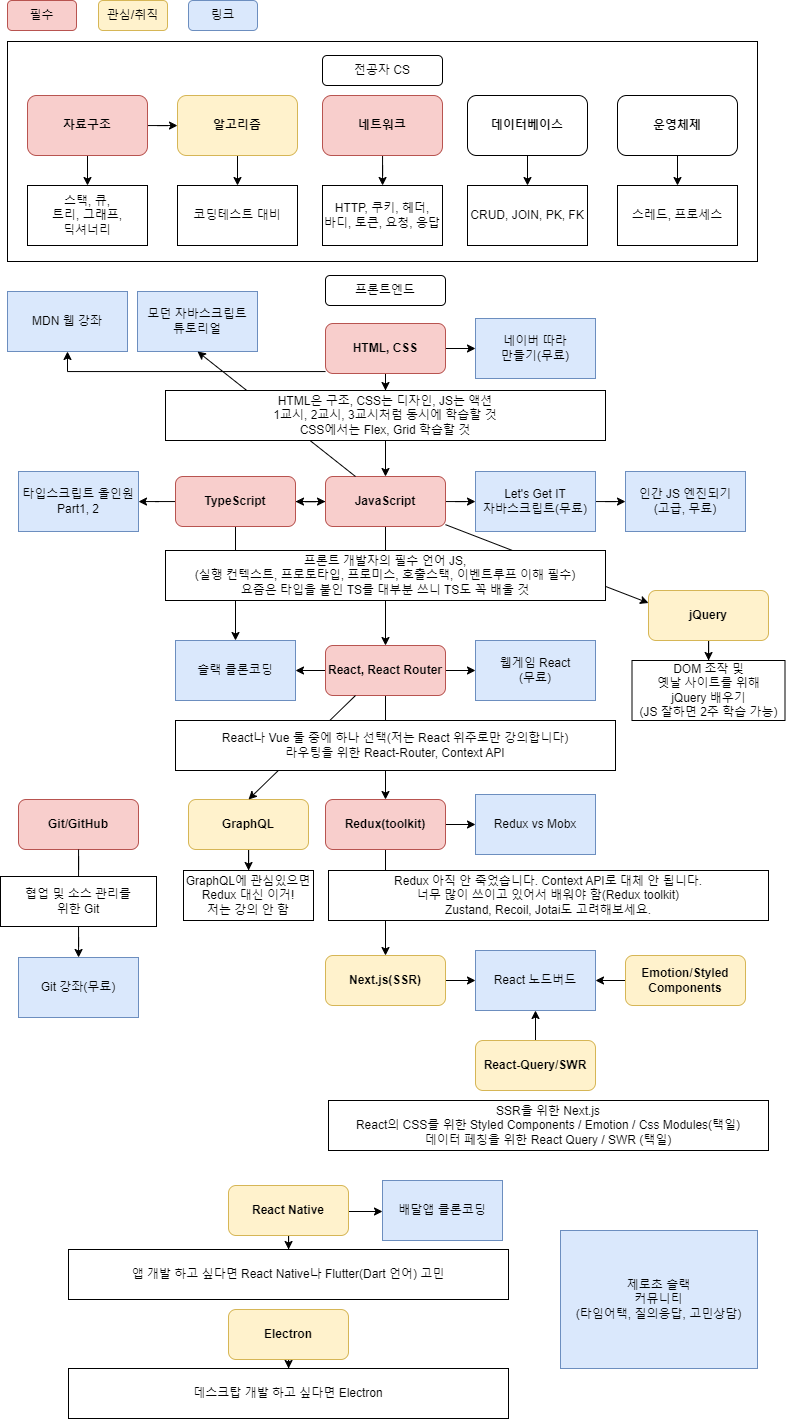 필수
관심/취직
링크
전공자 CS
자료구조
알고리즘
네트워크
데이터베이스
운영체제
스택, 큐,
트리, 그래프,
딕셔너리
코딩테스트 대비
HTTP, 쿠키, 헤더,
바디, 토큰, 요청, 응답
CRUD, JOIN, PK, FK
스레드, 프로세스
프론트엔드
MDN 웹 강좌
모던 자바스크립트
튜토리얼
HTML, CSS
네이버 따라
만들기(무료)
HTML은 구조, CSS는 디자인, JS는 액션
1교시, 2교시, 3교시처럼 동시에 학습할 것
CSS에서는 Flex, Grid 학습할 것
타입스크립트 올인원
Part1, 2
TypeScript
JavaScript
Let's Get IT
자바스크립트(무료)
인간 JS 엔진되기
(고급, 무료)
프론트 개발자의 필수 언어 JS,
(실행 컨텍스트, 프로토타입, 프로미스, 호출스택, 이벤트루프 이해 필수)
요즘은 타입을 붙인 TS를 대부분 쓰니 TS도 꼭 배울 것
jQuery
슬랙 클론코딩
React, React Router
웹게임 React
(무료)
DOM 조작 및
옛날 사이트를 위해
jQuery 배우기
(JS 잘하면 2주 학습 가능)
React나 Vue 둘 중에 하나 선택(저는 React 위주로만 강의합니다)
라우팅을 위한 React-Router, Context API
Git/GitHub
GraphQL
Redux(toolkit)
Redux vs Mobx
협업 및 소스 관리를
위한 Git
GraphQL에 관심있으면
Redux 대신 이거!
저는 강의 안 함
Redux 아직 안 죽었습니다. Context API로 대체 안 됩니다.
너무 많이 쓰이고 있어서 배워야 함(Redux toolkit)
Zustand, Recoil, Jotai도 고려해보세요.
Git 강좌(무료)
Next.js(SSR)
React 노드버드
Emotion/Styled
Components
React-Query/SWR
SSR을 위한 Next.js
React의 CSS를 위한 Styled Components / Emotion / Css Modules(택일)
데이터 페칭을 위한 React Query / SWR (택일)
React Native
배달앱 클론코딩
앱 개발 하고 싶다면 React Native나 Flutter(Dart 언어) 고민
제로초 슬랙
커뮤니티
(타임어택, 질의응답, 고민상담)
Electron
데스크탑 개발 하고 싶다면 Electron